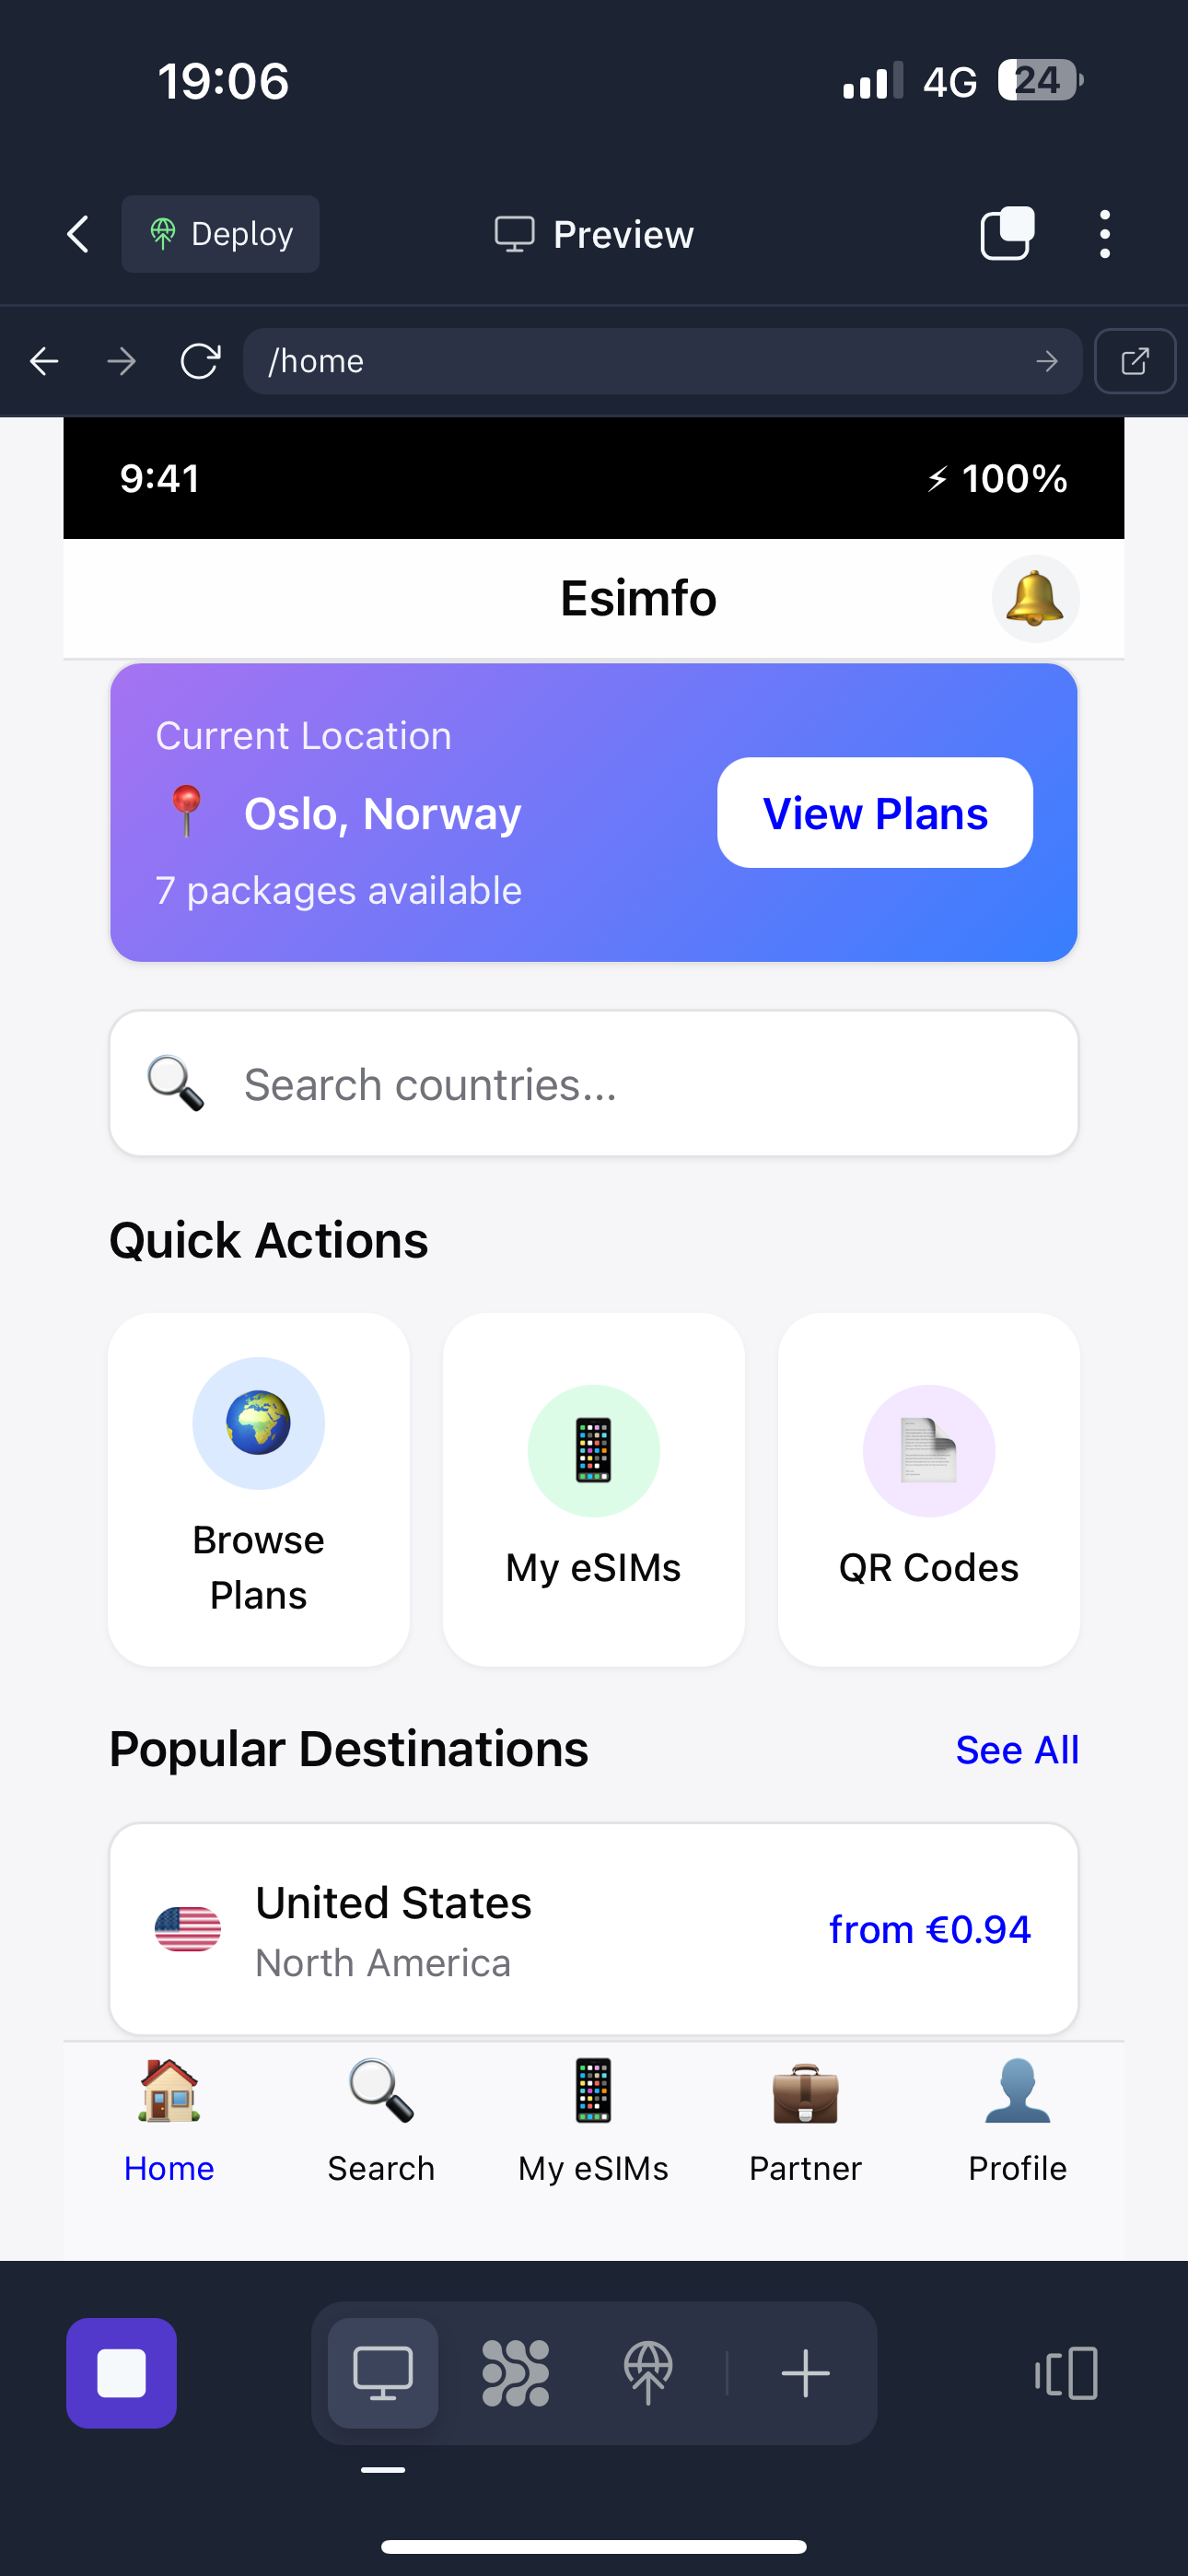 19:06
4G 24
Deploy
Preview
/home
9:41
⚡ 100%
Esimfo
Current Location
Oslo, Norway
7 packages available
View Plans
Search countries...
Quick Actions
Browse
Plans
My eSIMs
QR Codes
Popular Destinations
See All
United States
North America
from €0.94
Home
Search
My eSIMs
Partner
Profile